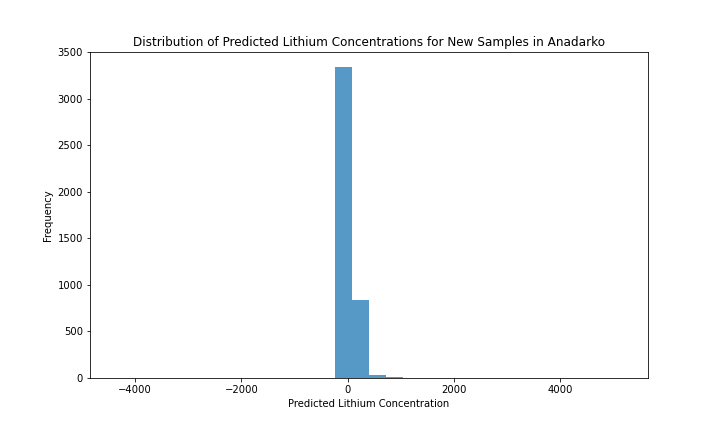 Distribution of Predicted Lithium Concentrations for New Samples in Anadarko
3500
3000
2500
2000
1500
1000
500
0
Frequency
−4000 −2000 0 2000 4000
Predicted Lithium Concentration